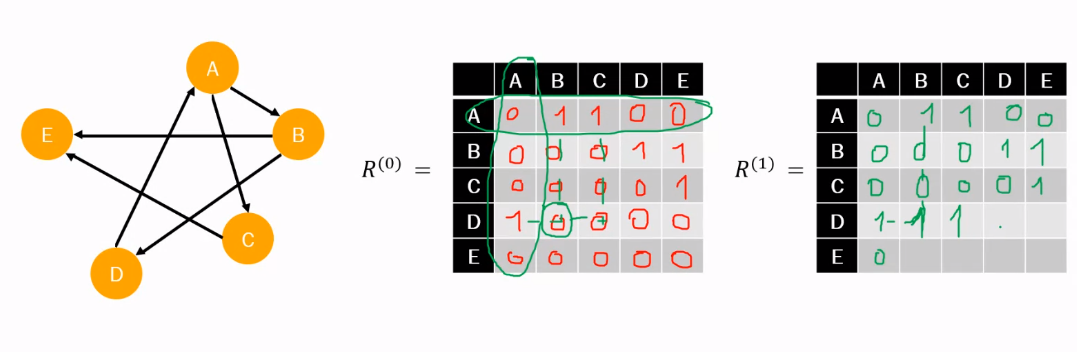 A
E
B
C
D
R⁽⁰⁾ =
A B C D E
A 0 1 1 0 0
B 0 0 0 1 1
C 0 0 0 0 1
D 1 0 0 0 0
E 0 0 0 0 0
R⁽¹⁾ =
A B C D E
A 0 1 1 0 0
B 0 0 0 1 1
C 0 0 0 0 1
D 1 1 1
E 0